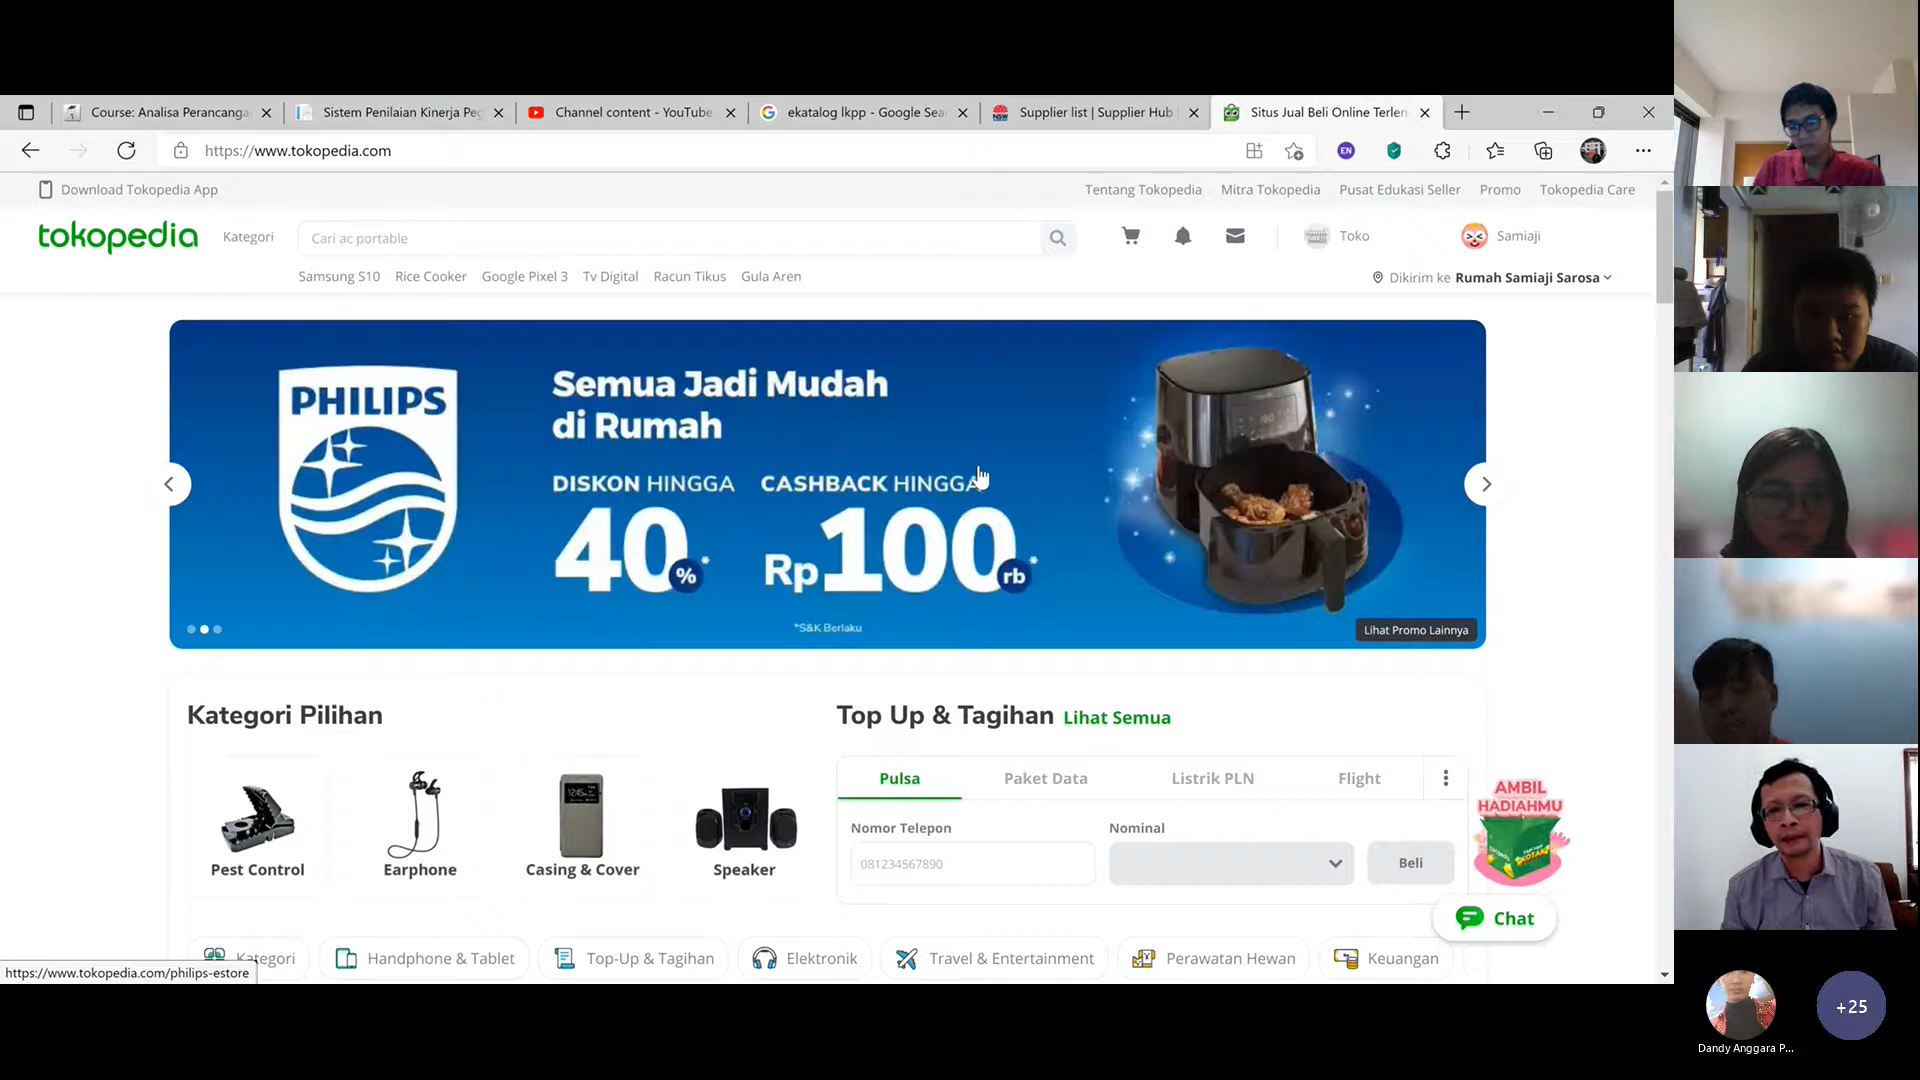 Course: Analisa Perancanga
Sistem Penilaian Kinerja Peg
Channel content - YouTube
ekatalog lkpp - Google Sea
Supplier list | Supplier Hub
Situs Jual Beli Online Terlen
https://www.tokopedia.com
EN
Download Tokopedia App
Tentang Tokopedia
Mitra Tokopedia
Pusat Edukasi Seller
Promo
Tokopedia Care
tokopedia
Kategori
Cari ac portable
Toko
Samiaji
Samsung S10
Rice Cooker
Google Pixel 3
Tv Digital
Racun Tikus
Gula Aren
Dikirim ke Rumah Samiaji Sarosa
PHILIPS
Semua Jadi Mudah
di Rumah
DISKON HINGGA
40%*
CASHBACK HINGGA
Rp100rb*
*S&K Berlaku
Lihat Promo Lainnya
Kategori Pilihan
Pest Control
Earphone
Casing & Cover
Speaker
Top Up & Tagihan Lihat Semua
Pulsa
Paket Data
Listrik PLN
Flight
Nomor Telepon
081234567890
Nominal
Beli
AMBIL
HADIAHMU
Chat
Kategori
Handphone & Tablet
Top-Up & Tagihan
Elektronik
Travel & Entertainment
Perawatan Hewan
Keuangan
https://www.tokopedia.com/philips-estore
+25
Dandy Anggara P...